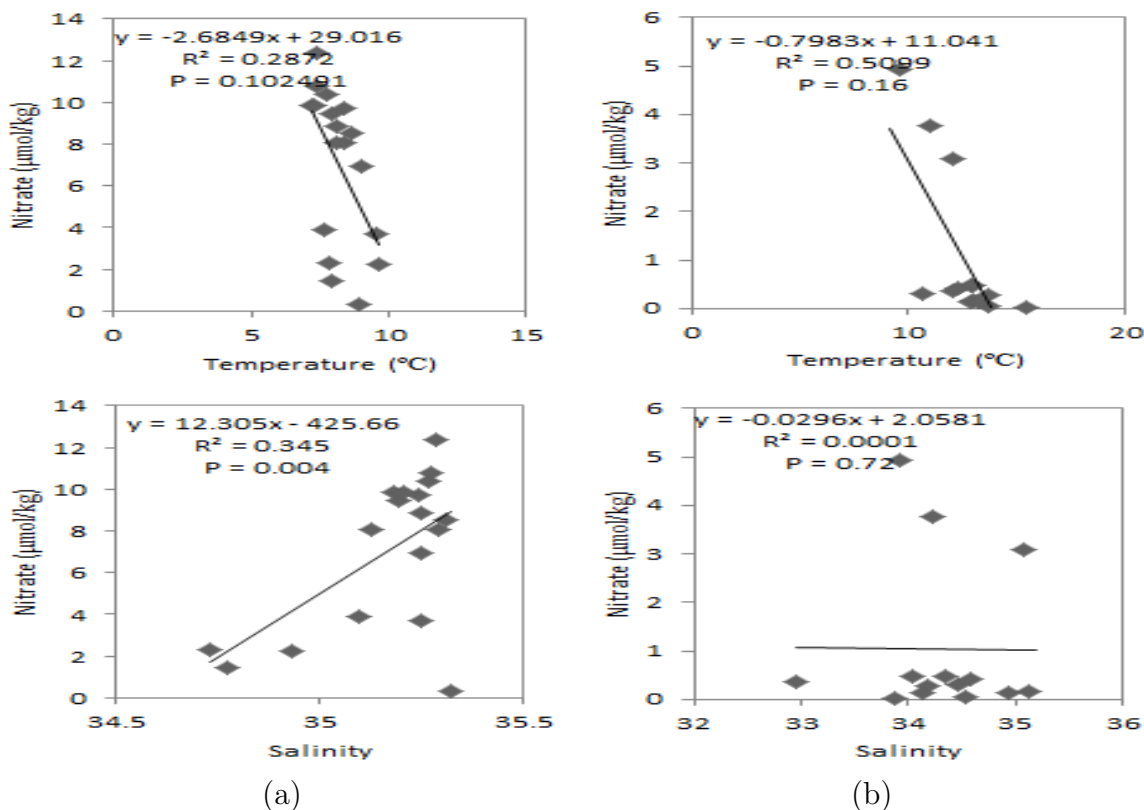 14
12
10
8
6
4
2
0
y = -2.6849x + 29.016
R² = 0.2872
P = 0.102491
Nitrate (μmol/kg)
0 5 10 15
Temperature (°C)
6
5
4
3
2
1
0
y = -0.7983x + 11.041
R² = 0.5099
P = 0.16
Nitrate (μmol/kg)
0 10 20
Temperature (°C)
14
12
10
8
6
4
2
0
y = 12.305x - 425.66
R² = 0.345
P = 0.004
Nitrate (μmol/kg)
34.5 35 35.5
Salinity
6
5
4
3
2
1
0
y = -0.0296x + 2.0581
R² = 0.0001
P = 0.72
Nitrate (μmol/kg)
32 33 34 35 36
Salinity
(a) (b)